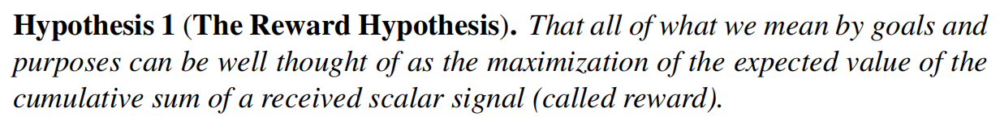 Hypothesis 1 (The Reward Hypothesis). That all of what we mean by goals and
purposes can be well thought of as the maximization of the expected value of the
cumulative sum of a received scalar signal (called reward).